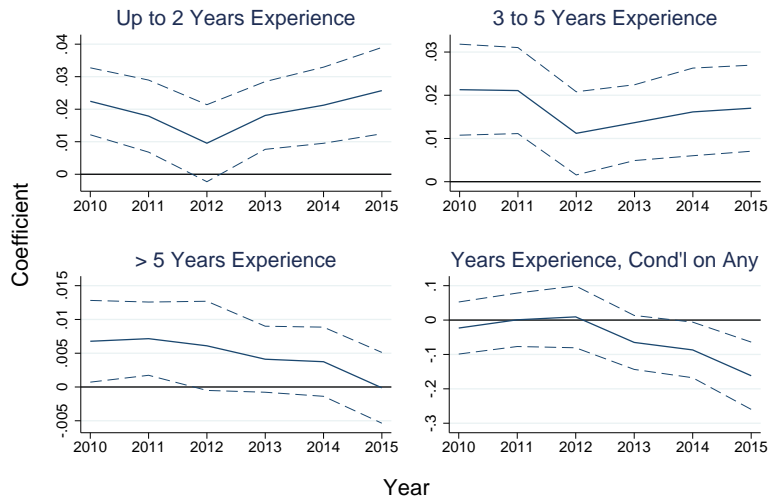 Up to 2 Years Experience
.04
.03
.02
.01
0
2010 2011 2012 2013 2014 2015
3 to 5 Years Experience
.03
.02
.01
0
2010 2011 2012 2013 2014 2015
Coefficient
> 5 Years Experience
.015
.01
.005
0
-.005
2010 2011 2012 2013 2014 2015
Years Experience, Cond'l on Any
.1
0
-.1
-.2
-.3
2010 2011 2012 2013 2014 2015
Year